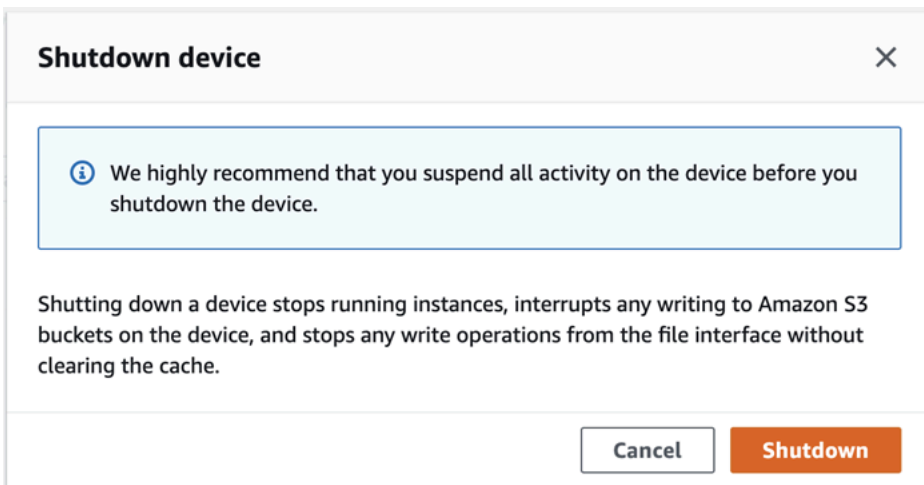 Shutdown device
We highly recommend that you suspend all activity on the device before you
shutdown the device.
Shutting down a device stops running instances, interrupts any writing to Amazon S3
buckets on the device, and stops any write operations from the file interface without
clearing the cache.
Cancel Shutdown